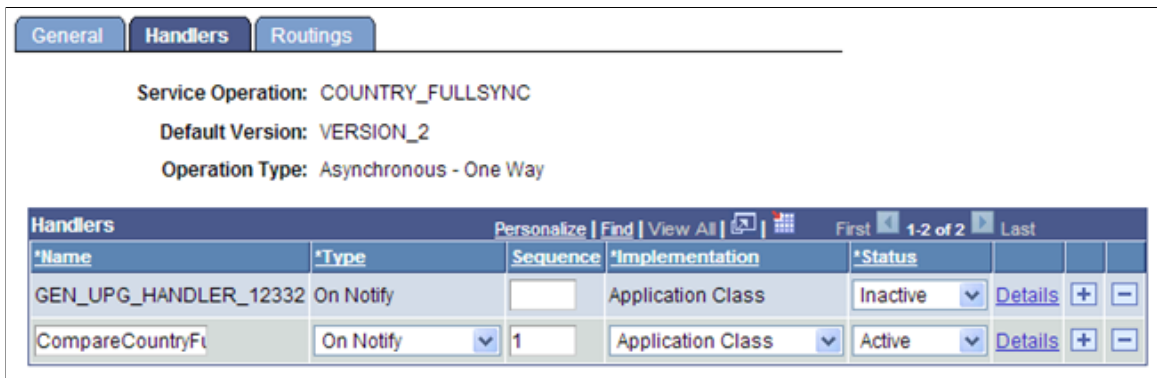 General Handlers Routings
Service Operation: COUNTRY_FULLSYNC
Default Version: VERSION_2
Operation Type: Asynchronous - One Way
Handlers Personalize | Find | View All | | First 1-2 of 2 Last
*Name *Type Sequence *Implementation *Status
GEN_UPG_HANDLER_12332 On Notify Application Class Inactive Details + -
CompareCountryFu On Notify 1 Application Class Active Details + -